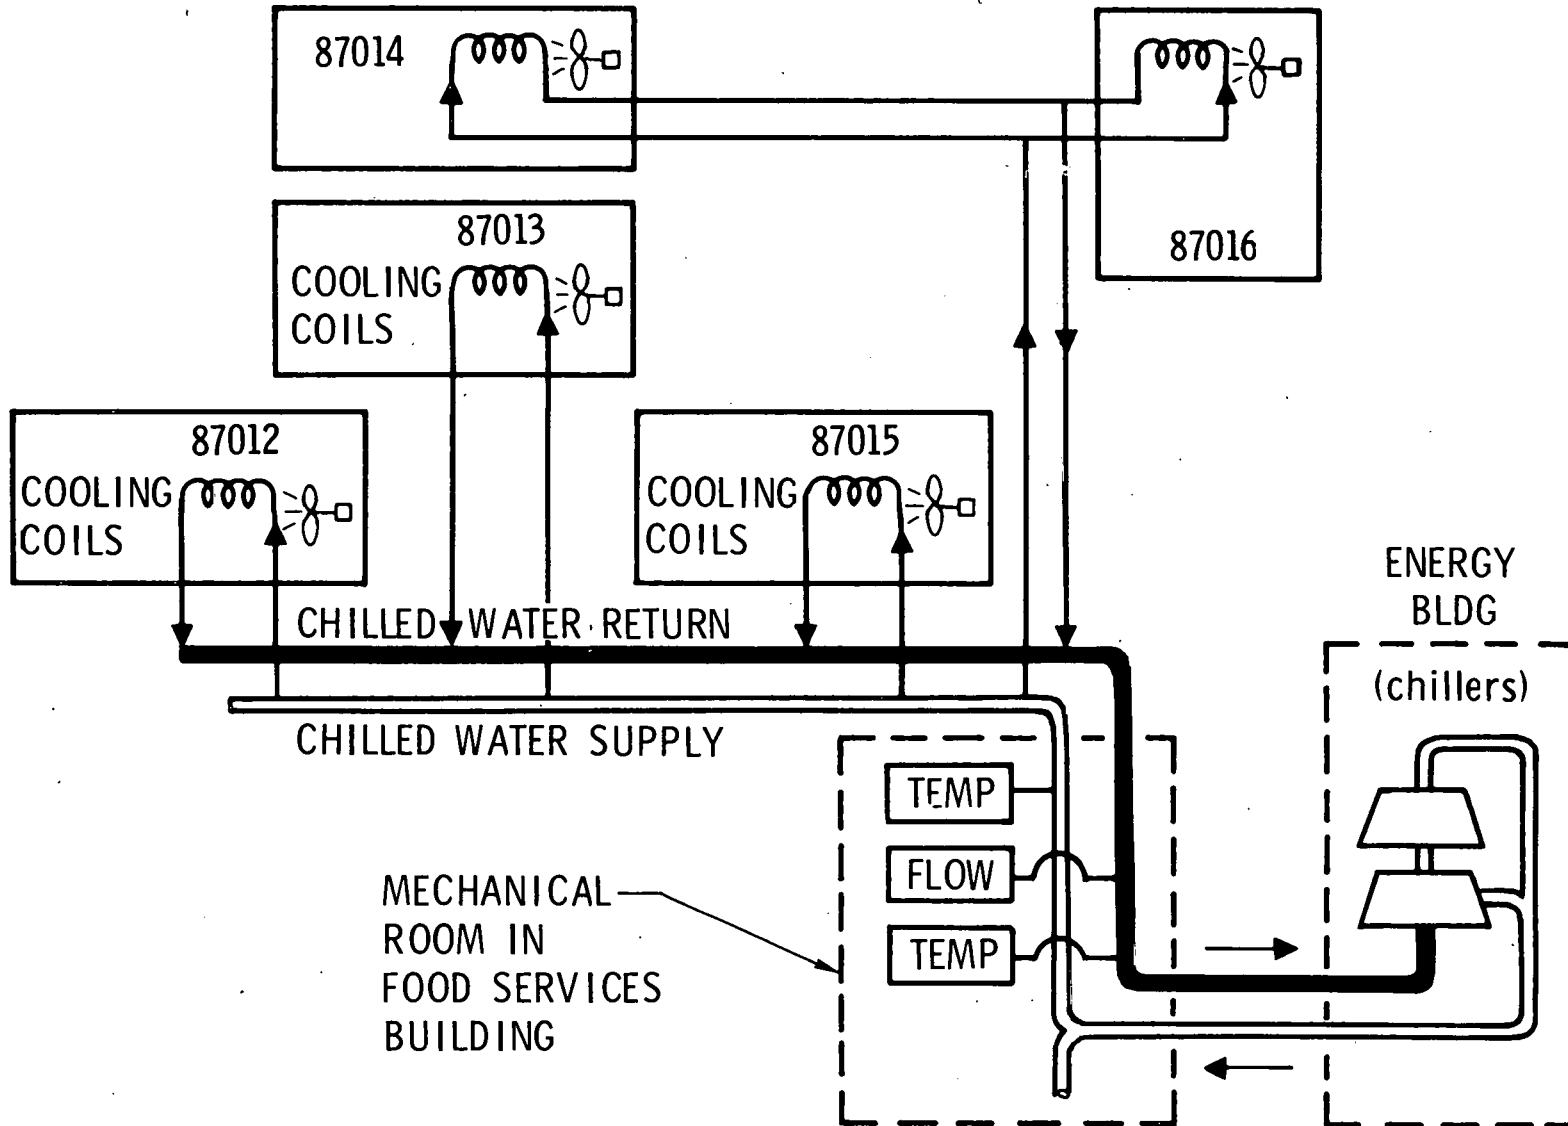 87014
87016
87013
COOLING
COILS
87012
COOLING
COILS
87015
COOLING
COILS
CHILLED WATER RETURN
CHILLED WATER SUPPLY
ENERGY
BLDG
(chillers)
TEMP
FLOW
TEMP
MECHANICAL
ROOM IN
FOOD SERVICES
BUILDING